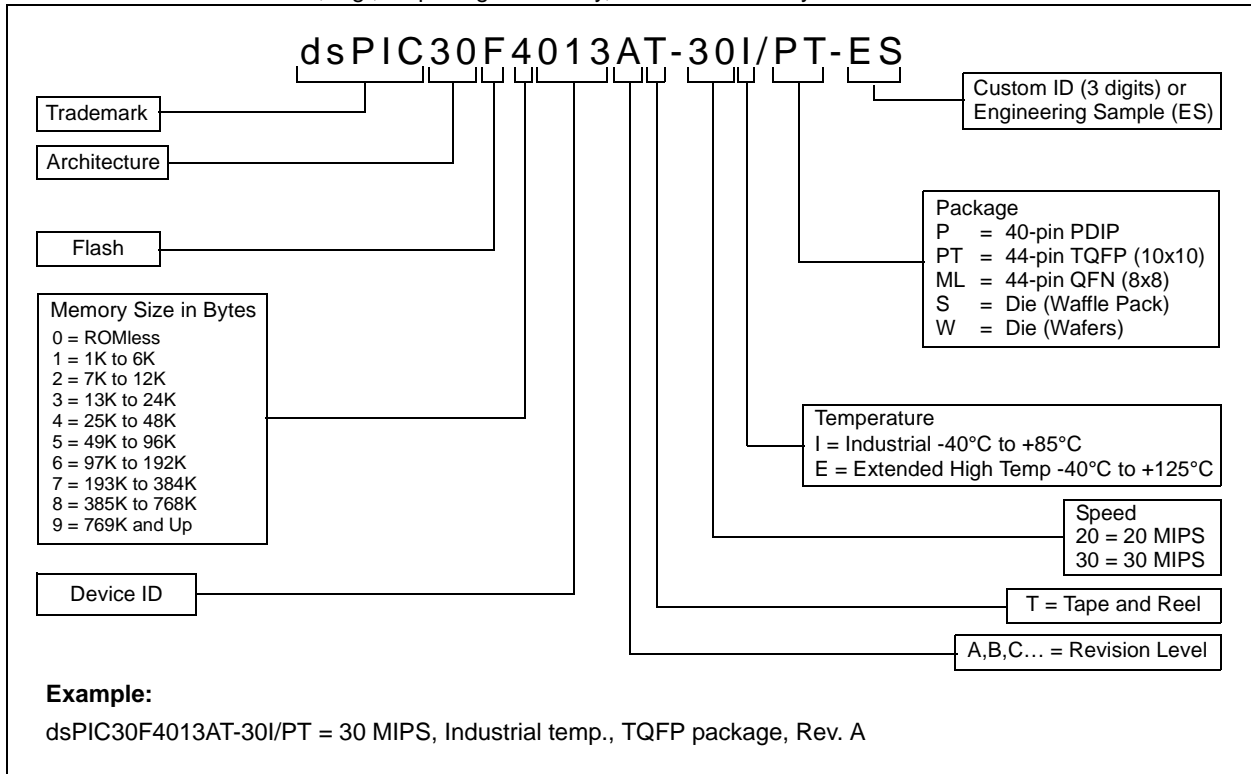 dsPIC30F4013AT-30I/PT-ES
Trademark
Architecture
Flash
Memory Size in Bytes
0 = ROMless
1 = 1K to 6K
2 = 7K to 12K
3 = 13K to 24K
4 = 25K to 48K
5 = 49K to 96K
6 = 97K to 192K
7 = 193K to 384K
8 = 385K to 768K
9 = 769K and Up
Device ID
Custom ID (3 digits) or
Engineering Sample (ES)
Package
P = 40-pin PDIP
PT = 44-pin TQFP (10x10)
ML = 44-pin QFN (8x8)
S = Die (Waffle Pack)
W = Die (Wafers)
Temperature
I = Industrial -40°C to +85°C
E = Extended High Temp -40°C to +125°C
Speed
20 = 20 MIPS
30 = 30 MIPS
T = Tape and Reel
A,B,C… = Revision Level
Example:
dsPIC30F4013AT-30I/PT = 30 MIPS, Industrial temp., TQFP package, Rev. A